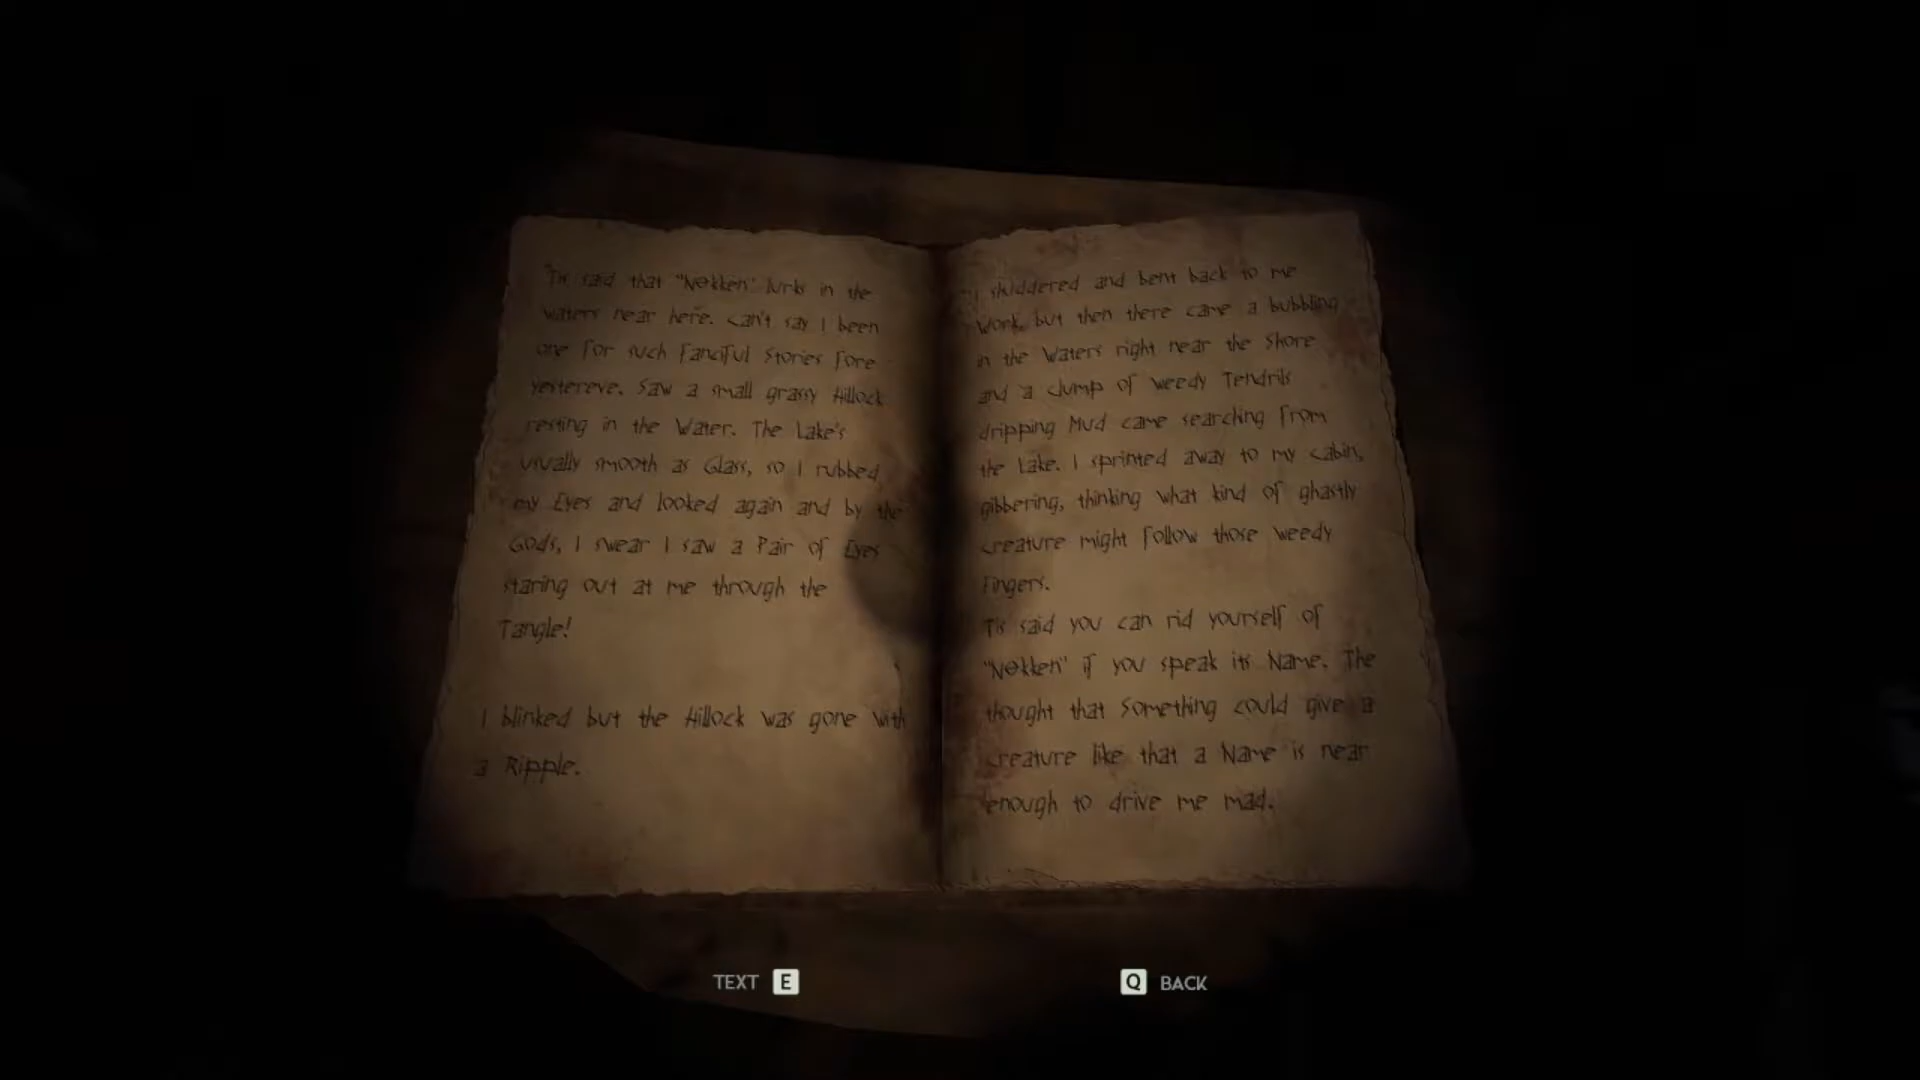 'Tis said that "Nøkken" lurks in the
waters near here. Can't say I been
one for such Fanciful Stories fore
yestereve. Saw a small grassy Hillock
resting in the Water. The Lake's
usually smooth as Glass, so I rubbed
my Eyes and looked again and by the
Gods, I swear I saw a Pair of Eyes
staring out at me through the
Tangle!
I blinked but the Hillock was gone with
a Ripple.
I shuddered and bent back to me
Work, but then there came a bubbling
in the Waters right near the Shore
and a clump of weedy Tendrils
dripping Mud came searching from
the Lake. I sprinted away to my cabin,
gibbering, thinking what kind of ghastly
creature might follow those weedy
Fingers.
Tis said you can rid yourself of
"Nøkken" if you speak its Name. The
thought that Something could give a
creature like that a Name is near
enough to drive me mad.
TEXT E
Q BACK